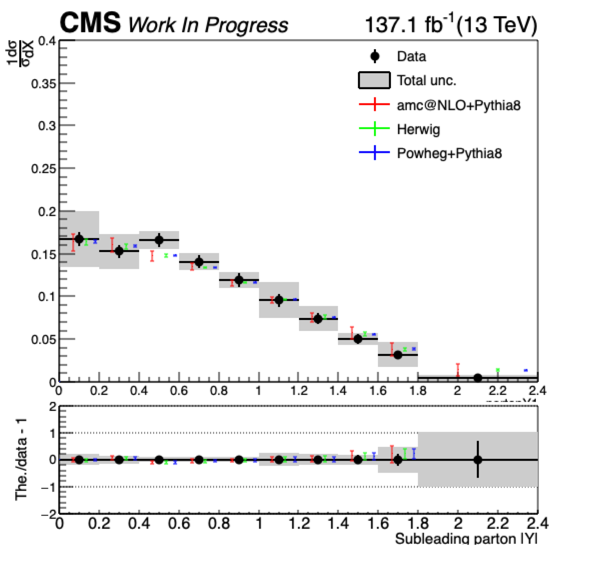 CMS Work In Progress 137.1 fb-1(13 TeV)
1 dσ
σ dX
0.4
0.35
0.3
0.25
0.2
0.15
0.1
0.05
0
Data
Total unc.
amc@NLO+Pythia8
Herwig
Powheg+Pythia8
0 0.2 0.4 0.6 0.8 1 1.2 1.4 1.6 1.8 2 2.2 2.4
The./data - 1
2
1
0
−1
−2
0 0.2 0.4 0.6 0.8 1 1.2 1.4 1.6 1.8 2 2.2 2.4
Subleading parton |Y|